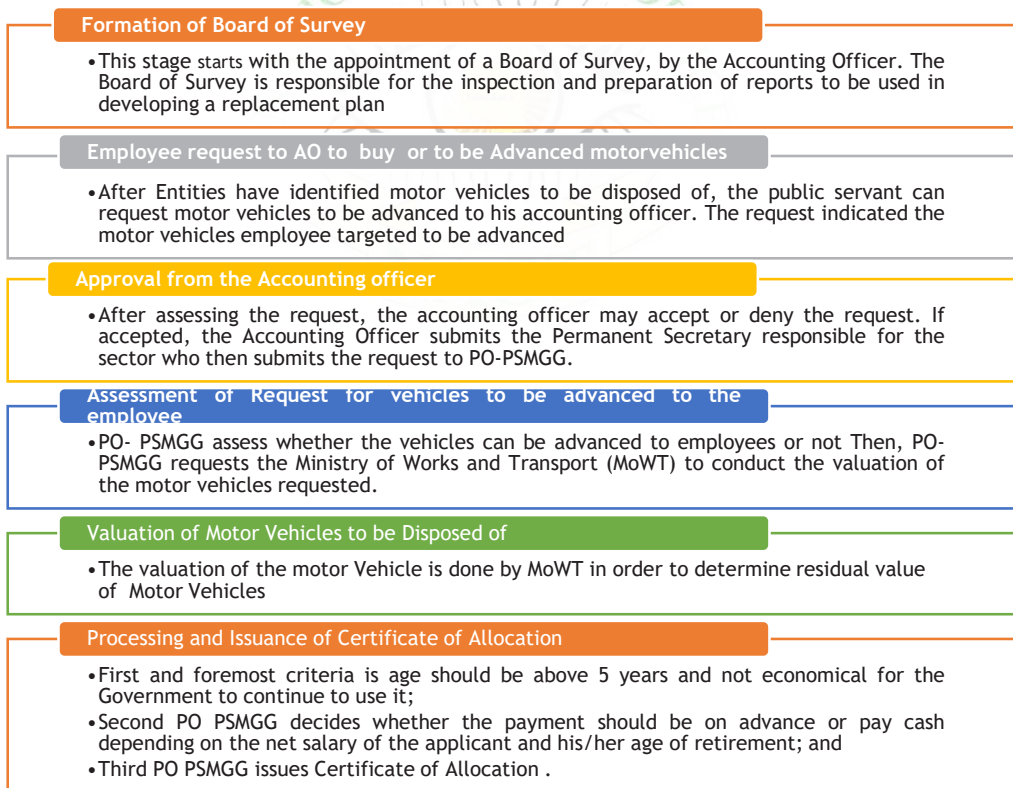 Formation of Board of Survey
•This stage starts with the appointment of a Board of Survey, by the Accounting Officer. The
Board of Survey is responsible for the inspection and preparation of reports to be used in
developing a replacement plan
Employee request to AO to buy or to be Advanced motorvehicles
•After Entities have identified motor vehicles to be disposed of, the public servant can
request motor vehicles to be advanced to his accounting officer. The request indicated the
motor vehicles employee targeted to be advanced
Approval from the Accounting officer
•After assessing the request, the accounting officer may accept or deny the request. If
accepted, the Accounting Officer submits the Permanent Secretary responsible for the
sector who then submits the request to PO-PSMGG.
Assessment of Request for vehicles to be advanced to the
employee
•PO- PSMGG assess whether the vehicles can be advanced to employees or not Then, PO-
PSMGG requests the Ministry of Works and Transport (MoWT) to conduct the valuation of
the motor vehicles requested.
Valuation of Motor Vehicles to be Disposed of
•The valuation of the motor Vehicle is done by MoWT in order to determine residual value
of Motor Vehicles
Processing and Issuance of Certificate of Allocation
•First and foremost criteria is age should be above 5 years and not economical for the
Government to continue to use it;
•Second PO PSMGG decides whether the payment should be on advance or pay cash
depending on the net salary of the applicant and his/her age of retirement; and
•Third PO PSMGG issues Certificate of Allocation .